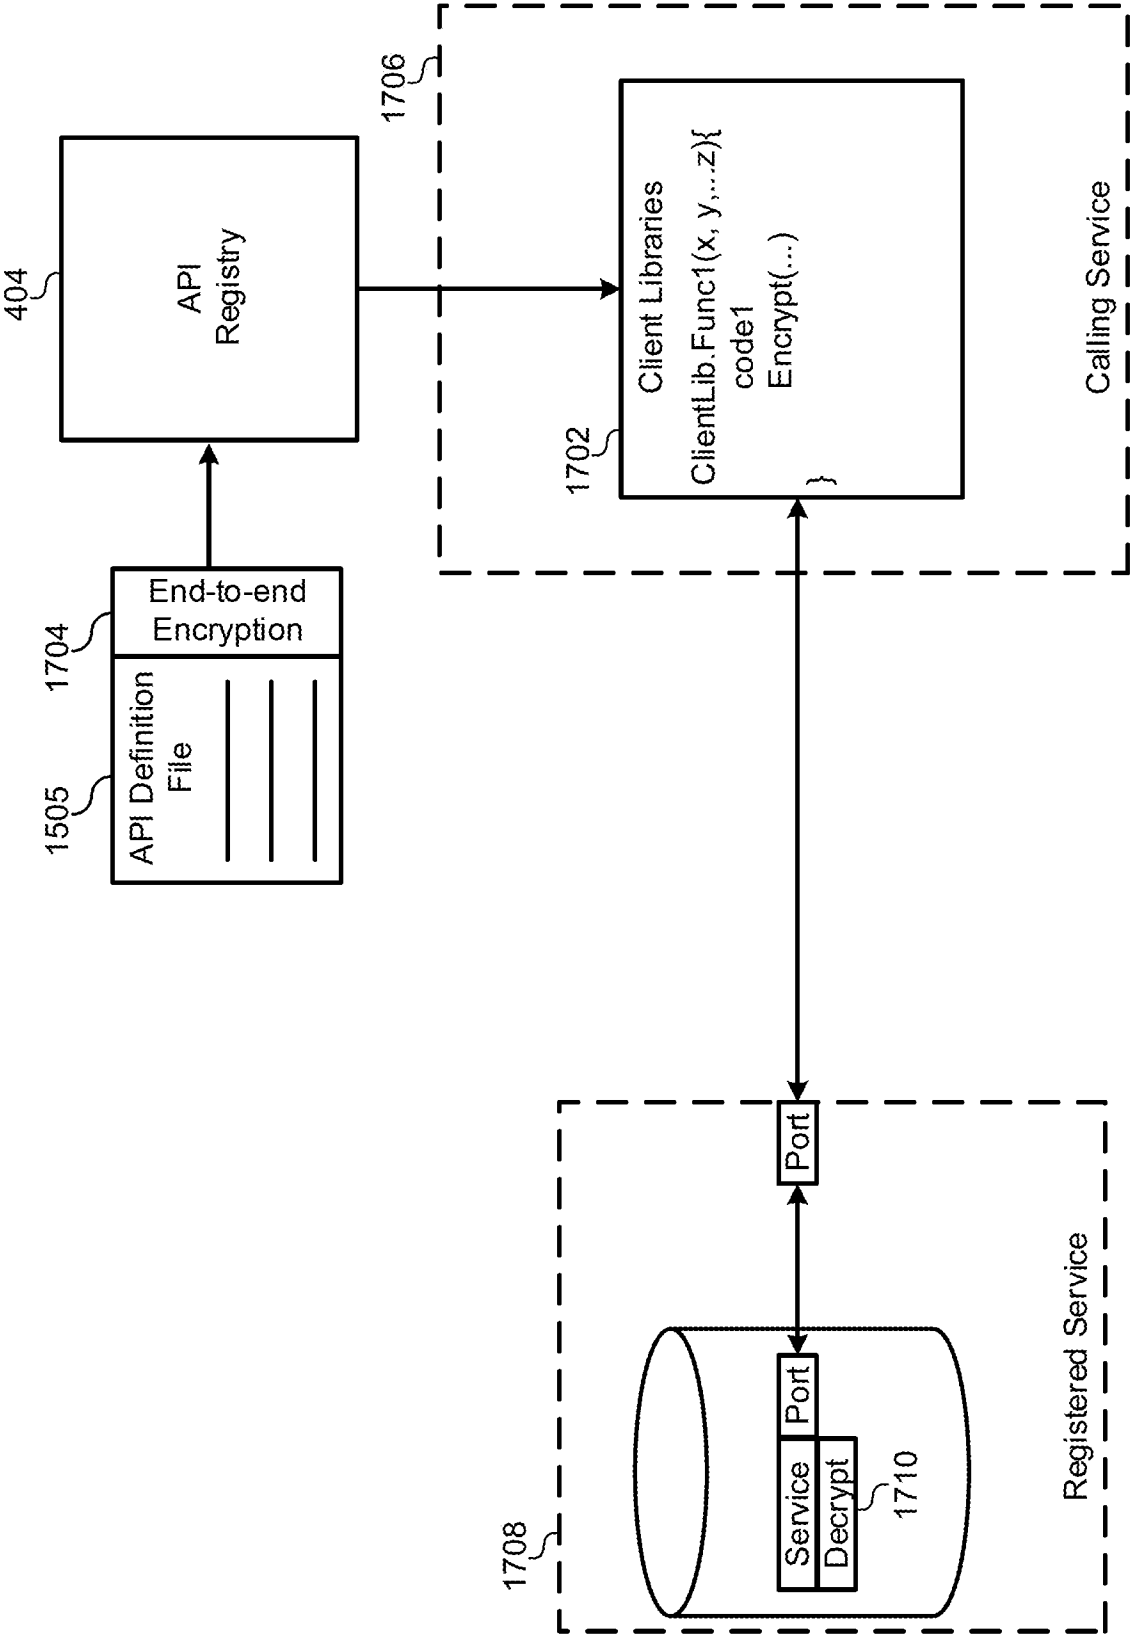 1505
API Definition
File
1704
End-to-end
Encryption
404
API
Registry
1706
1702
Client Libraries
ClientLib.Func1(x, y,...z){
code1
Encrypt(...)
}
Calling Service
1708
Service
Port
Decrypt
1710
Port
Registered Service